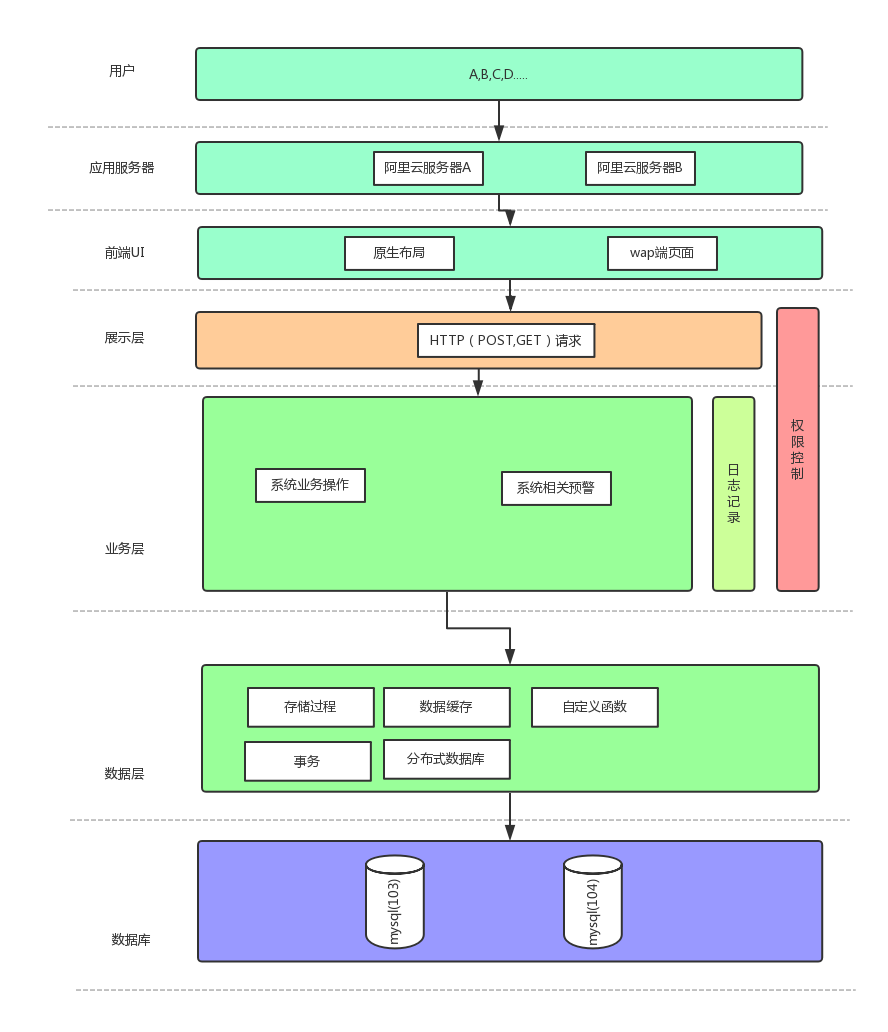 用户
A,B,C,D.....
应用服务器
阿里云服务器A
阿里云服务器B
前端UI
原生布局
wap端页面
展示层
HTTP（POST,GET）请求
权限控制
日志记录
业务层
系统业务操作
系统相关预警
数据层
存储过程
数据缓存
自定义函数
事务
分布式数据库
数据库
mysql(103)
mysql(104)